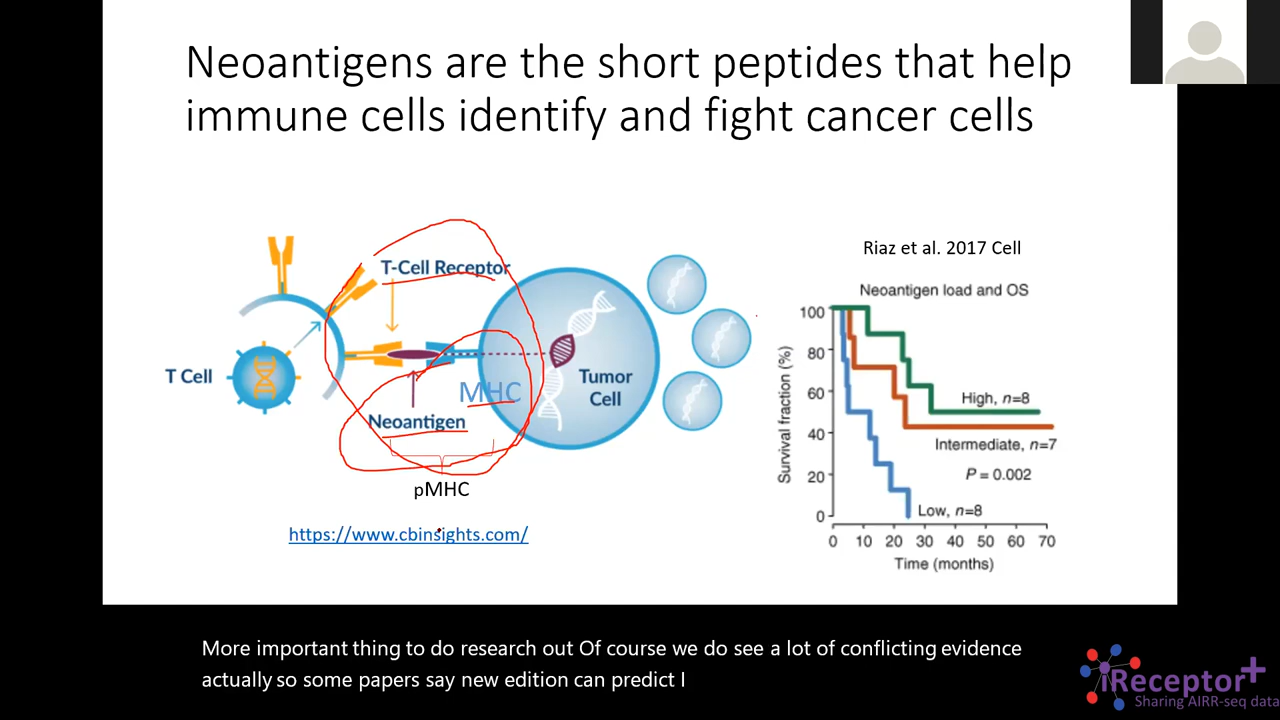 Neoantigens are the short peptides that help
immune cells identify and fight cancer cells
T-Cell Receptor
T Cell
MHC
Neoantigen
Tumor
Cell
pMHC
https://www.cbinsights.com/
Riaz et al. 2017 Cell
Neoantigen load and OS
Survival fraction (%)
100
80
60
40
20
0
High, n=8
Intermediate, n=7
P = 0.002
Low, n=8
0 10 20 30 40 50 60 70
Time (months)
More important thing to do research out Of course we do see a lot of conflicting evidence
actually so some papers say new edition can predict I
iReceptor+
Sharing AIRR-seq data